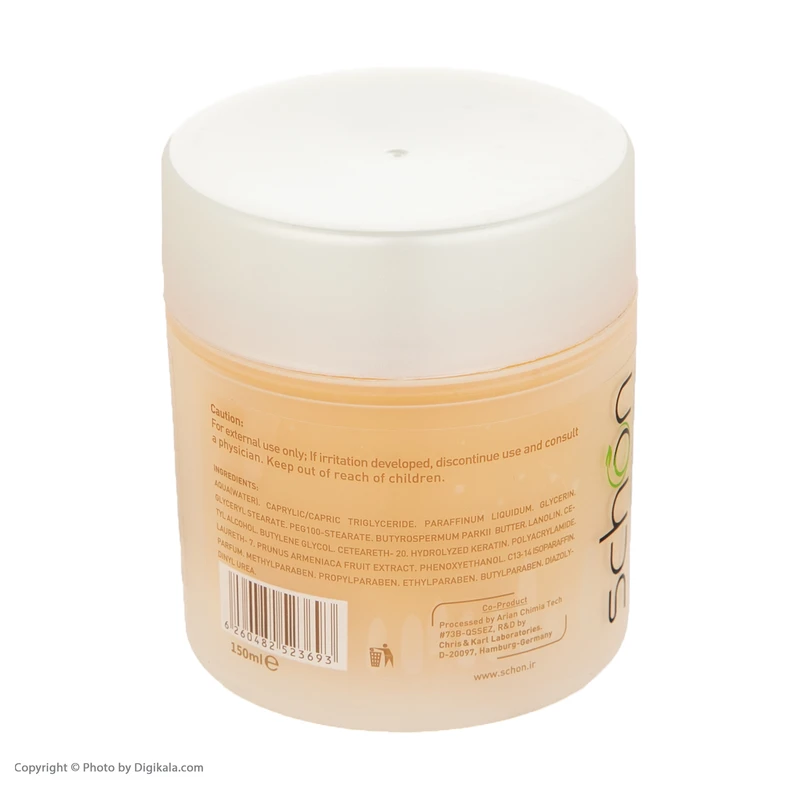 Caution:
For external use only; If irritation developed, discontinue use and consult
a physician. Keep out of reach of children.
INGREDIENTS:
AQUA(WATER), CAPRYLIC/CAPRIC TRIGLYCERIDE, PARAFFINUM LIQUIDUM, GLYCERIN,
GLYCERYL STEARATE, PEG100-STEARATE, BUTYROSPERMUM PARKII BUTTER, LANOLIN, CE-
TYL ALCOHOL, BUTYLENE GLYCOL, CETEARETH- 20, HYDROLYZED KERATIN, POLYACRYLAMIDE,
LAURETH- 7, PRUNUS ARMENIACA FRUIT EXTRACT, PHENOXYETHANOL, C13-14 ISOPARAFFIN,
PARFUM, METHYLPARABEN, PROPYLPARABEN, ETHYLPARABEN, BUTYLPARABEN, DIAZOLY-
DINYL UREA.
6 260482 523693
150ml e
Co-Product
Processed by Arian Chimia Tech
#73B-QSSEZ, R&D by
Chris & Karl Laboratories.
D-20097, Hamburg-Germany
www.schon.ir
schon
Copyright © Photo by Digikala.com